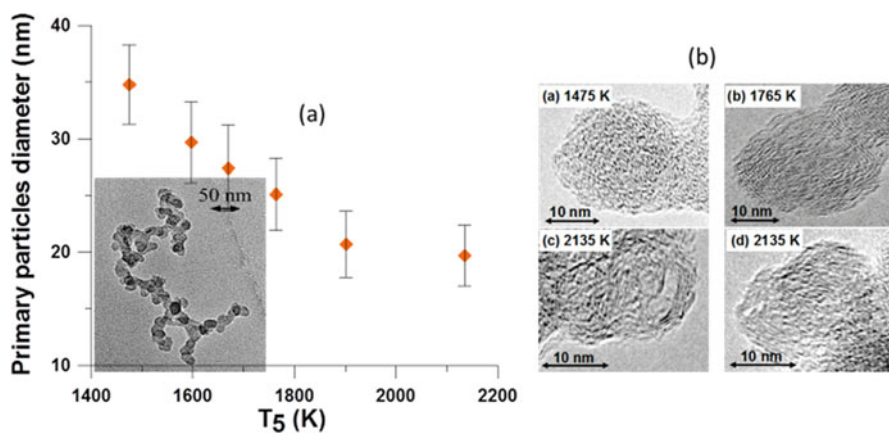 Primary particles diameter (nm)
40
30
20
10
(a)
50 nm
1400
1600
1800
2000
2200
T5 (K)
(b)
(a) 1475 K
10 nm
(b) 1765 K
10 nm
(c) 2135 K
10 nm
(d) 2135 K
10 nm